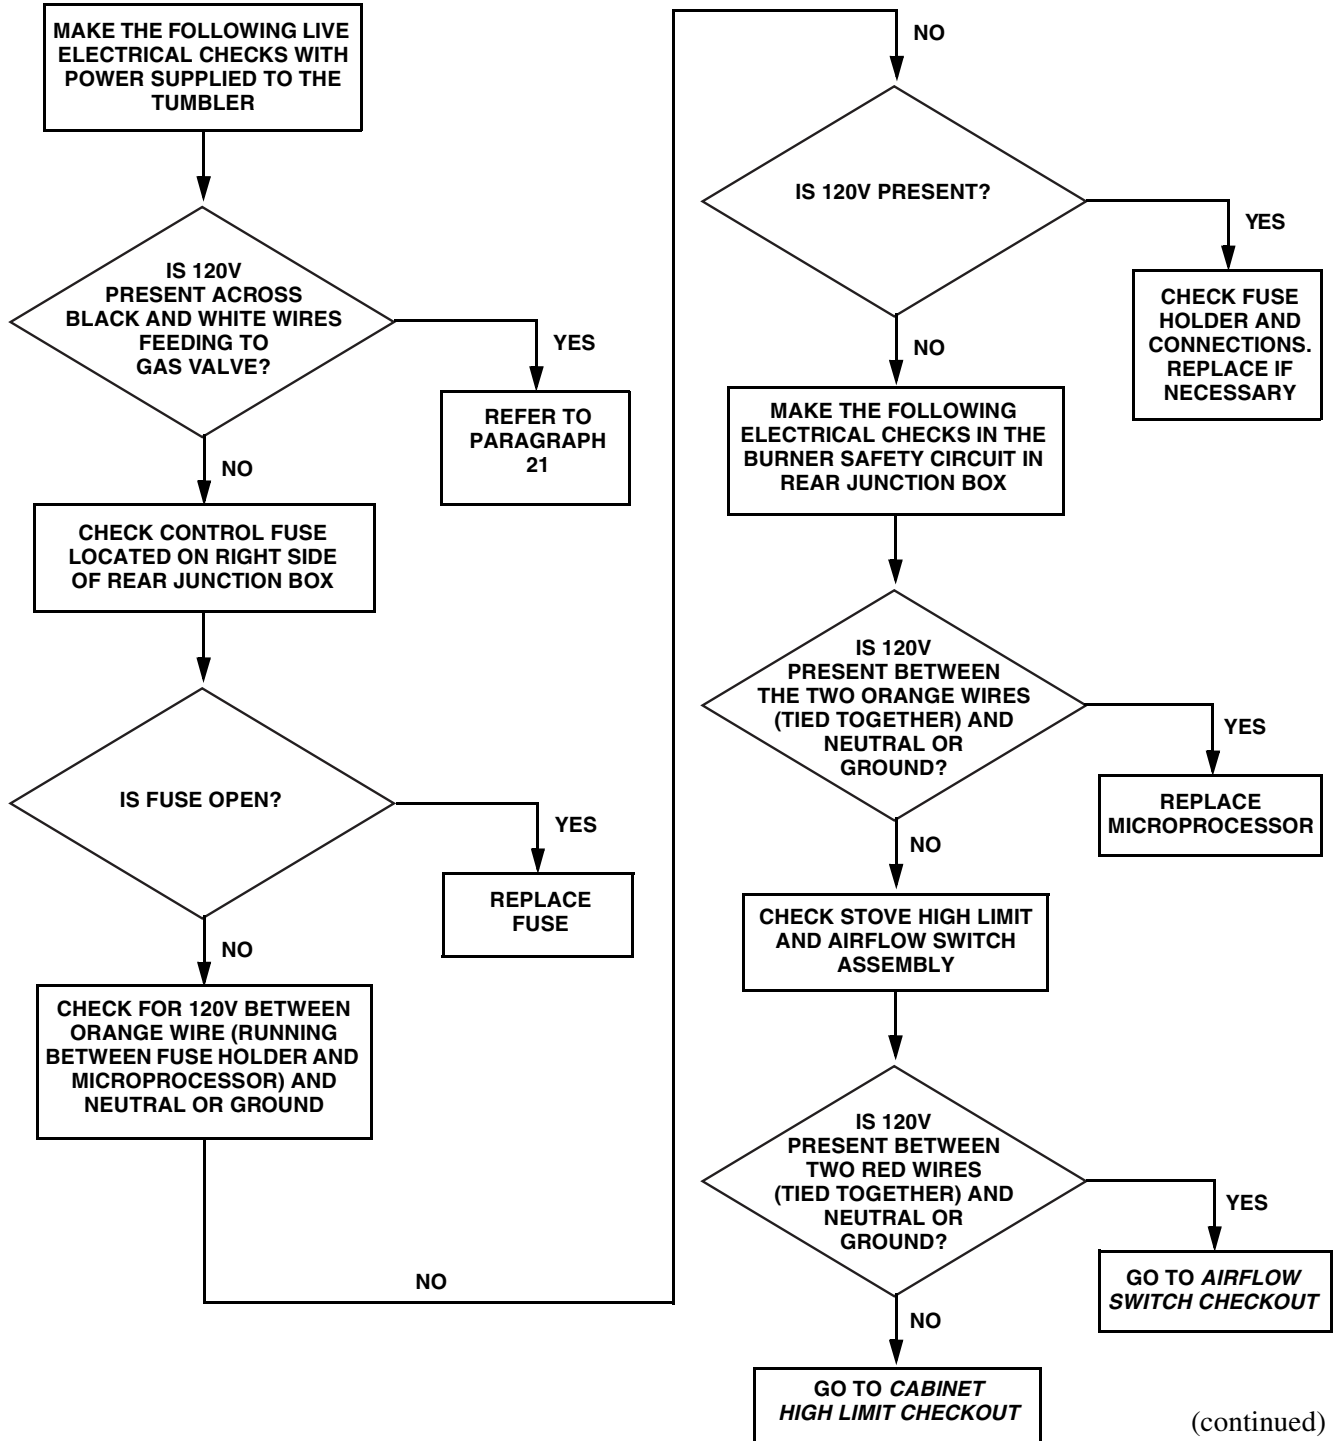 MAKE THE FOLLOWING LIVE
ELECTRICAL CHECKS WITH
POWER SUPPLIED TO THE
TUMBLER
IS 120V
PRESENT ACROSS
BLACK AND WHITE WIRES
FEEDING TO
GAS VALVE?
YES
REFER TO
PARAGRAPH
21
NO
CHECK CONTROL FUSE
LOCATED ON RIGHT SIDE
OF REAR JUNCTION BOX
IS FUSE OPEN?
YES
REPLACE
FUSE
NO
CHECK FOR 120V BETWEEN
ORANGE WIRE (RUNNING
BETWEEN FUSE HOLDER AND
MICROPROCESSOR) AND
NEUTRAL OR GROUND
NO
NO
IS 120V PRESENT?
YES
CHECK FUSE
HOLDER AND
CONNECTIONS.
REPLACE IF
NECESSARY
NO
MAKE THE FOLLOWING
ELECTRICAL CHECKS IN THE
BURNER SAFETY CIRCUIT IN
REAR JUNCTION BOX
IS 120V
PRESENT BETWEEN
THE TWO ORANGE WIRES
(TIED TOGETHER) AND
NEUTRAL OR
GROUND?
YES
REPLACE
MICROPROCESSOR
NO
CHECK STOVE HIGH LIMIT
AND AIRFLOW SWITCH
ASSEMBLY
IS 120V
PRESENT BETWEEN
TWO RED WIRES
(TIED TOGETHER) AND
NEUTRAL OR
GROUND?
YES
GO TO AIRFLOW
SWITCH CHECKOUT
NO
GO TO CABINET
HIGH LIMIT CHECKOUT
(continued)